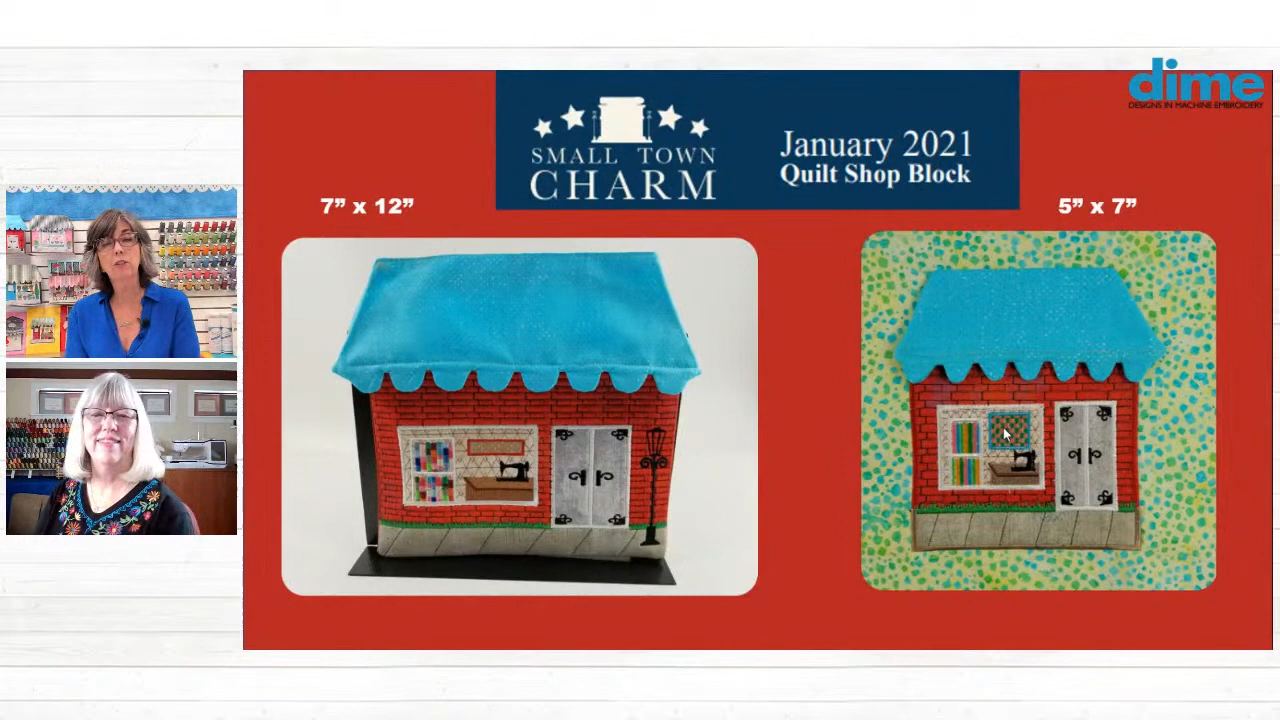 dime
DESIGNS IN MACHINE EMBROIDERY
SMALL TOWN
CHARM
January 2021
Quilt Shop Block
7” x 12”
5” x 7”